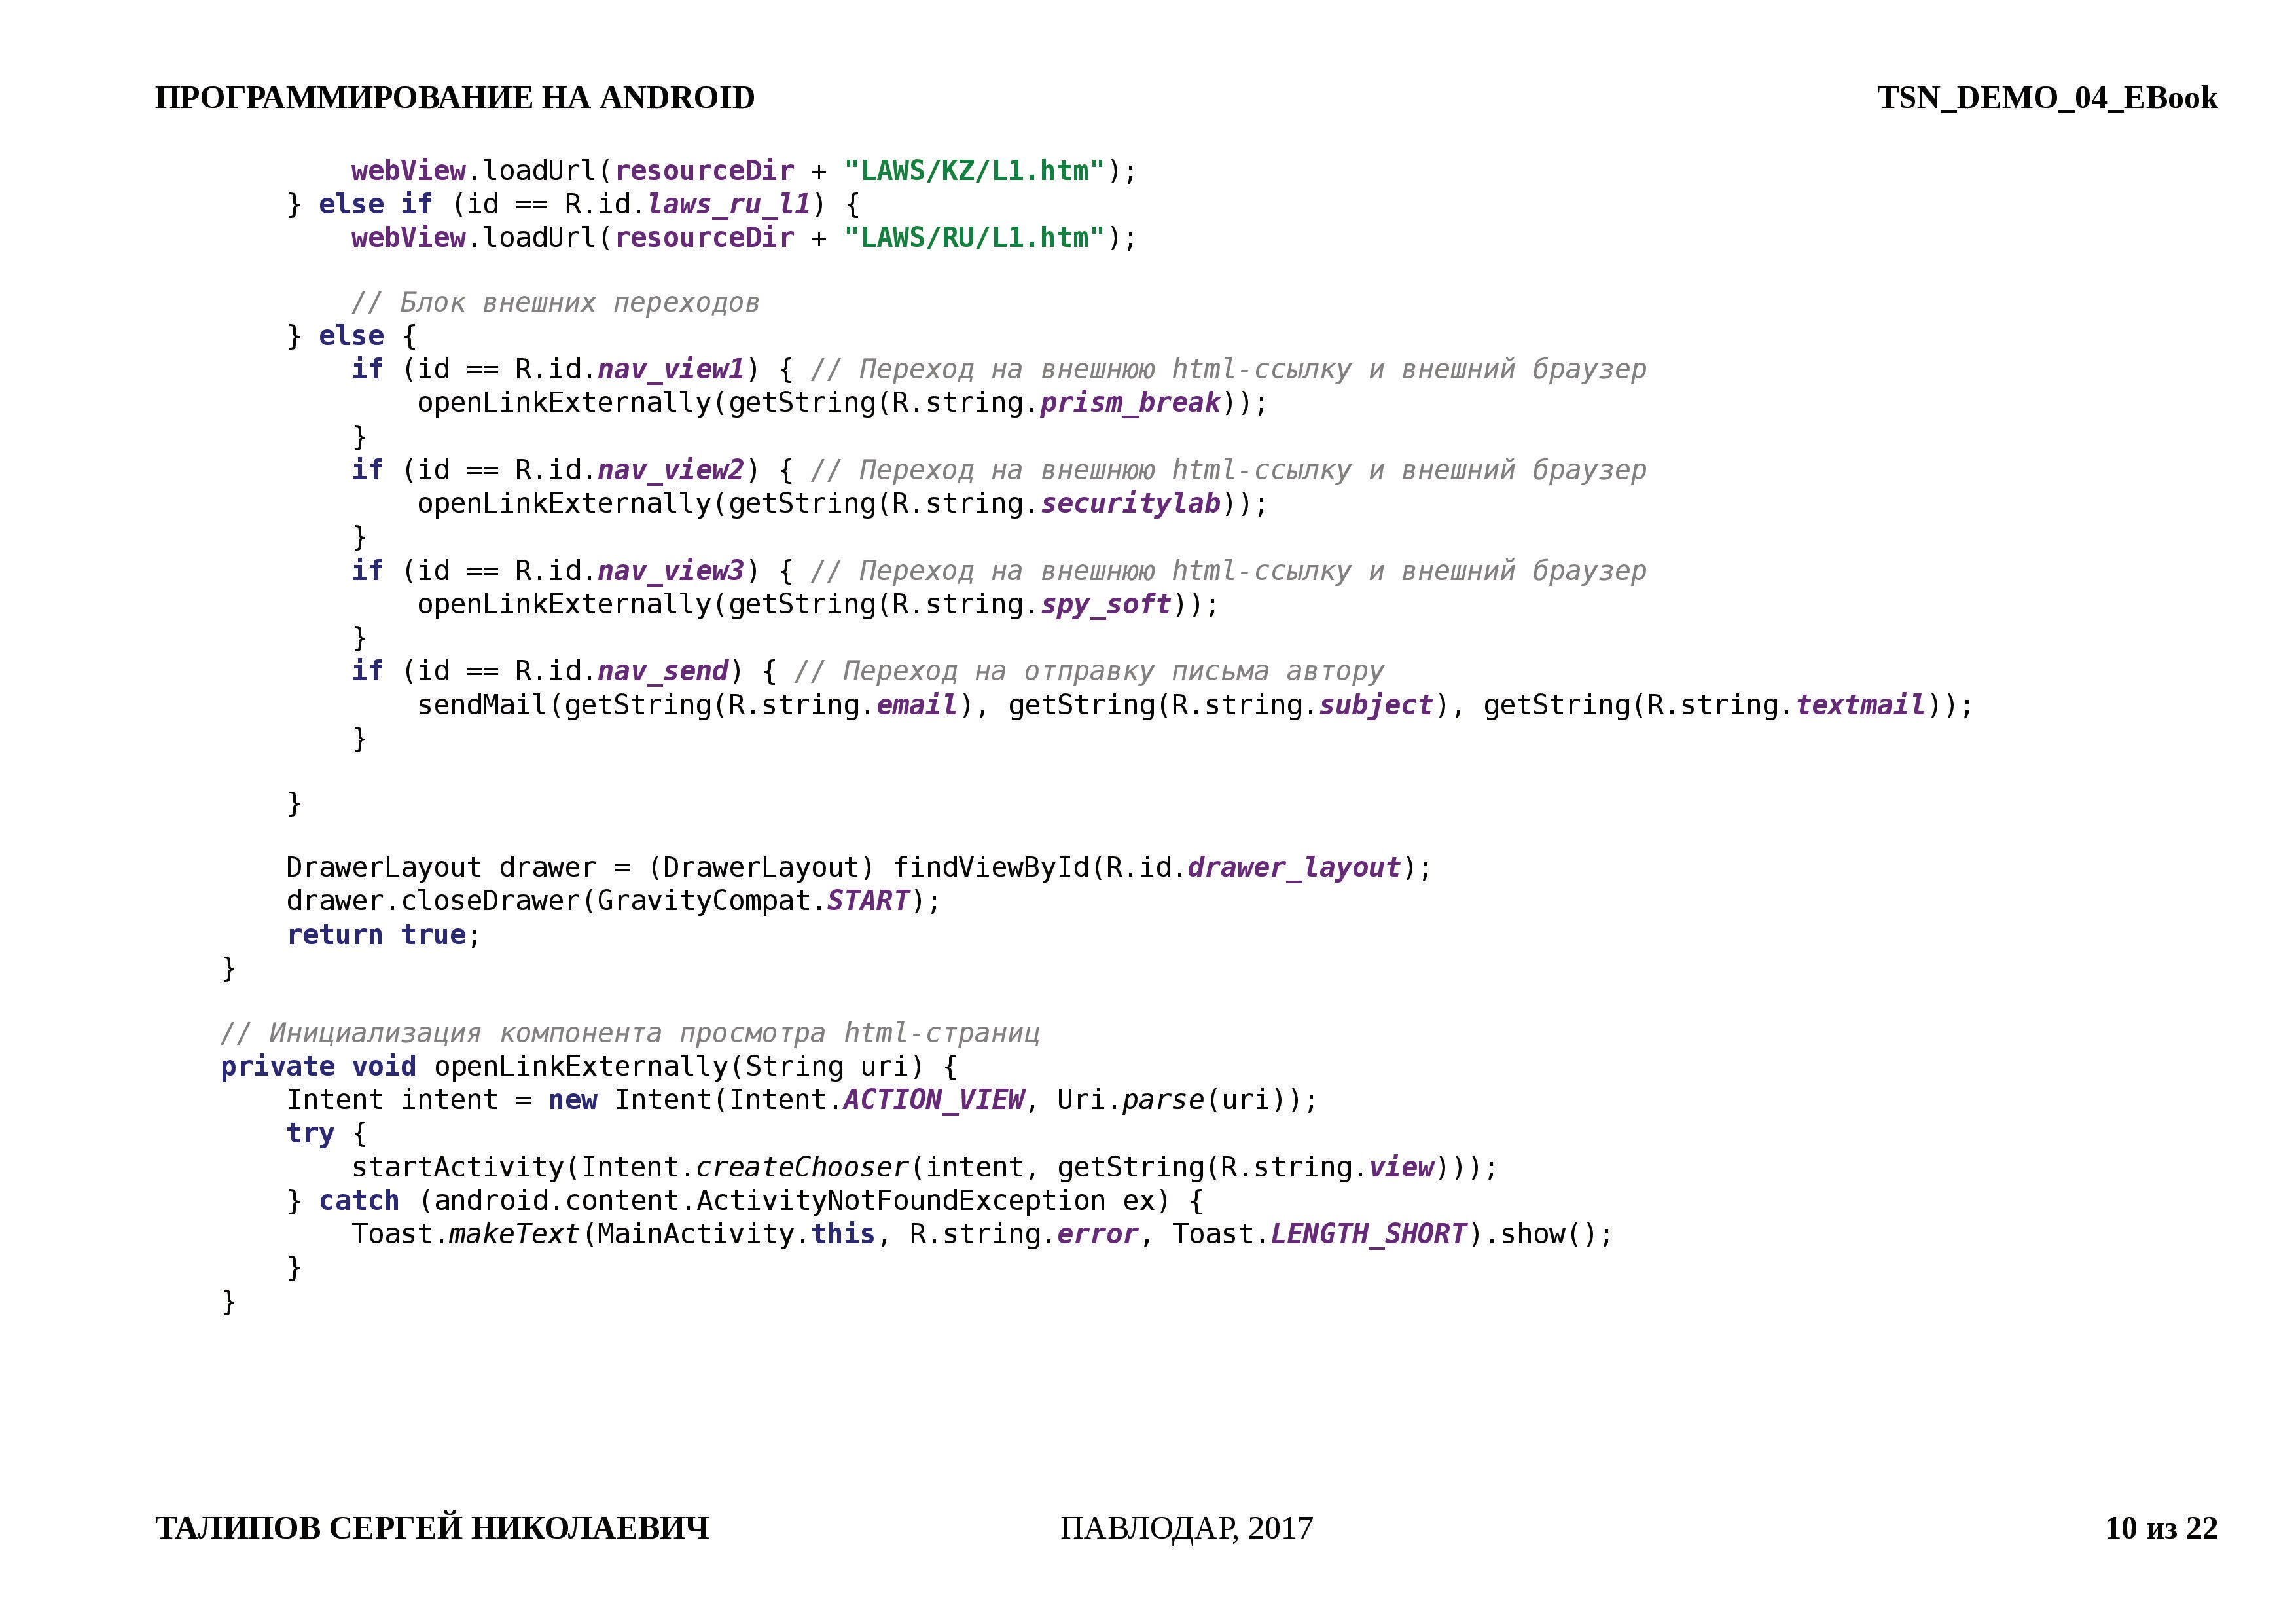 ПРОГРАММИРОВАНИЕ НА ANDROID TSN_DEMO_04_EBook
webView.loadUrl(resourceDir + "LAWS/KZ/L1.htm");
} else if (id == R.id.laws_ru_l1) {
webView.loadUrl(resourceDir + "LAWS/RU/L1.htm");
// Блок внешних переходов
} else {
if (id == R.id.nav_view1) { // Переход на внешнюю html-ссылку и внешний браузер
openLinkExternally(getString(R.string.prism_break));
}
if (id == R.id.nav_view2) { // Переход на внешнюю html-ссылку и внешний браузер
openLinkExternally(getString(R.string.securitylab));
}
if (id == R.id.nav_view3) { // Переход на внешнюю html-ссылку и внешний браузер
openLinkExternally(getString(R.string.spy_soft));
}
if (id == R.id.nav_send) { // Переход на отправку письма автору
sendMail(getString(R.string.email), getString(R.string.subject), getString(R.string.textmail));
}
}
DrawerLayout drawer = (DrawerLayout) findViewById(R.id.drawer_layout);
drawer.closeDrawer(GravityCompat.START);
return true;
}
// Инициализация компонента просмотра html-страниц
private void openLinkExternally(String uri) {
Intent intent = new Intent(Intent.ACTION_VIEW, Uri.parse(uri));
try {
startActivity(Intent.createChooser(intent, getString(R.string.view)));
} catch (android.content.ActivityNotFoundException ex) {
Toast.makeText(MainActivity.this, R.string.error, Toast.LENGTH_SHORT).show();
}
}
ТАЛИПОВ СЕРГЕЙ НИКОЛАЕВИЧ ПАВЛОДАР, 2017 10 из 22